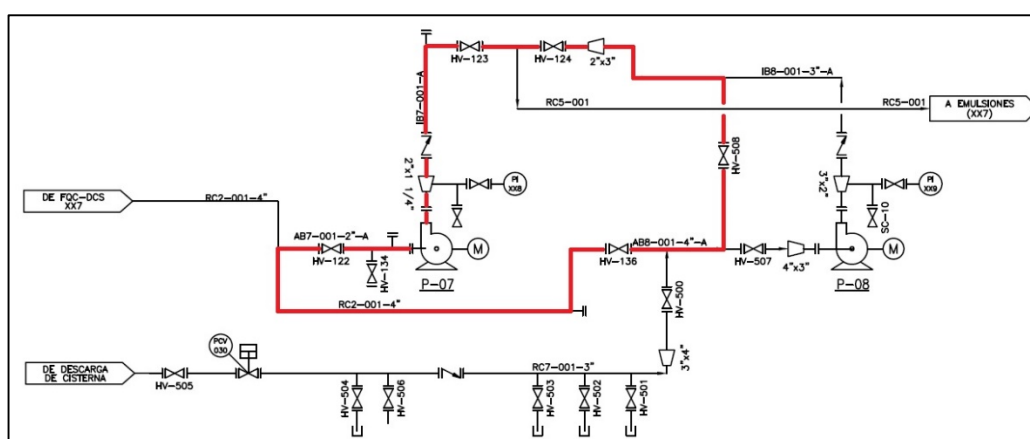 HV-123
HV-124
2"x3"
IB8-001-3"-A
IB7-001-A
RC5-001
RC5-001
A EMULSIONES
(XX7)
HV-508
2"x1 1/4"
PI
XX8
3"x2"
PI
XX9
SC-10
DE FQC-DCS
XX7
RC2-001-4"
AB7-001-2"-A
HV-122
HV-134
M
P-07
HV-136
AB8-001-4"-A
HV-507
4"x3"
M
P-08
RC2-001-4"
HV-500
3"x4"
PCV
030
DE DESCARGA
DE CISTERNA
HV-505
RC7-001-3"
HV-504
HV-506
HV-503
HV-502
HV-501